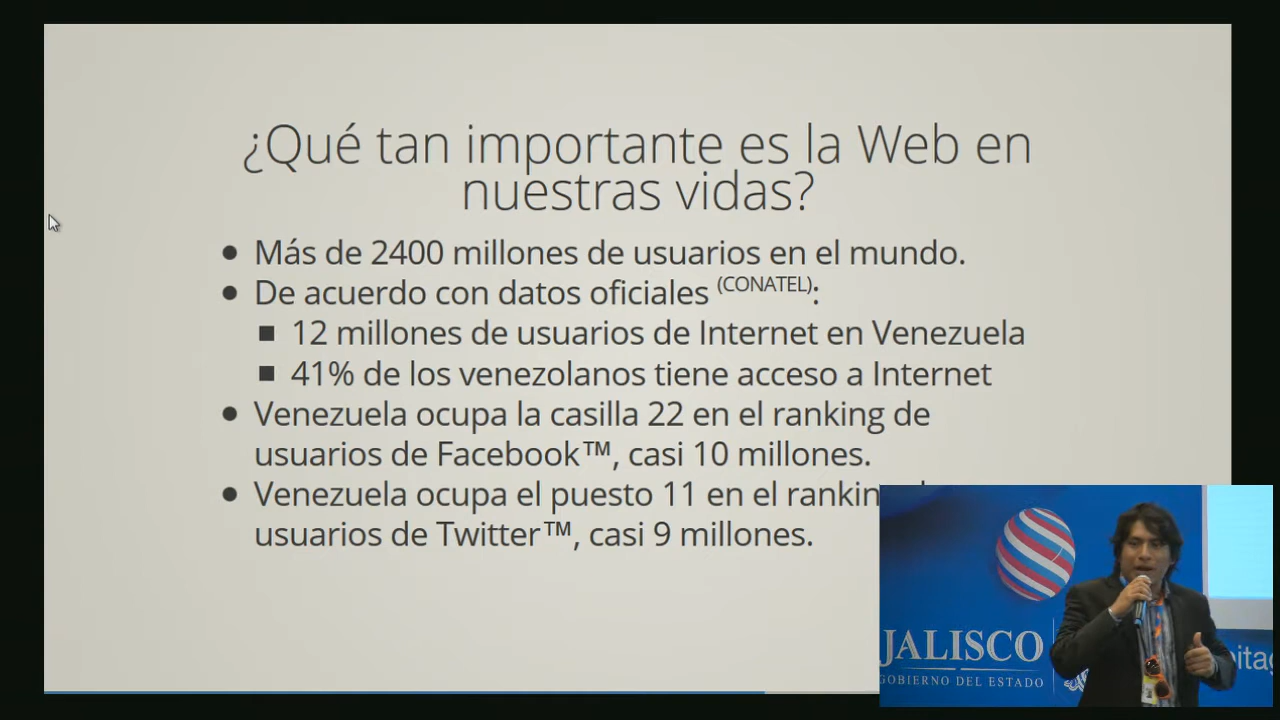 ¿Qué tan importante es la Web en
nuestras vidas?
● Más de 2400 millones de usuarios en el mundo.
● De acuerdo con datos oficiales (CONATEL):
■ 12 millones de usuarios de Internet en Venezuela
■ 41% de los venezolanos tiene acceso a Internet
● Venezuela ocupa la casilla 22 en el ranking de
usuarios de Facebook™, casi 10 millones.
● Venezuela ocupa el puesto 11 en el
usuarios de Twitter™, casi 9 millones.
JALISCO
GOBIERNO DEL ESTADO